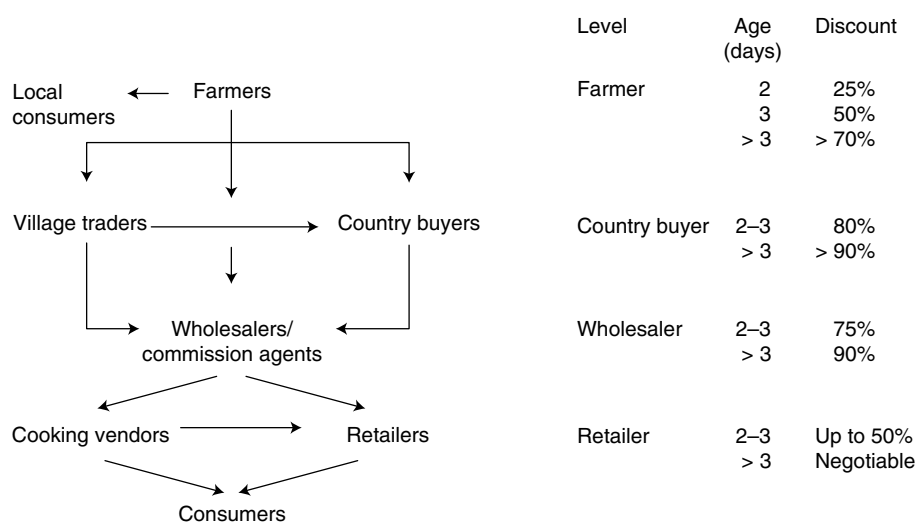 Local
consumers
Farmers
Village traders
Country buyers
Wholesalers/
commission agents
Cooking vendors
Retailers
Consumers
Level Age Discount
(days)
Farmer 2 25%
3 50%
> 3 > 70%
Country buyer 2–3 80%
> 3 > 90%
Wholesaler 2–3 75%
> 3 90%
Retailer 2–3 Up to 50%
> 3 Negotiable